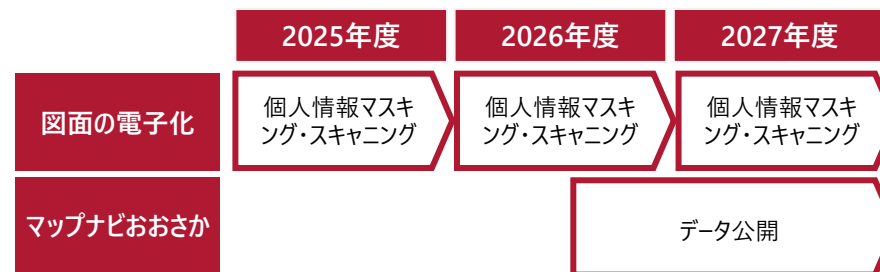 2025年度 2026年度 2027年度
図面の電子化
個人情報マスキ
ング・スキャニング
個人情報マスキ
ング・スキャニング
個人情報マスキ
ング・スキャニング
マップナビおおさか
データ公開